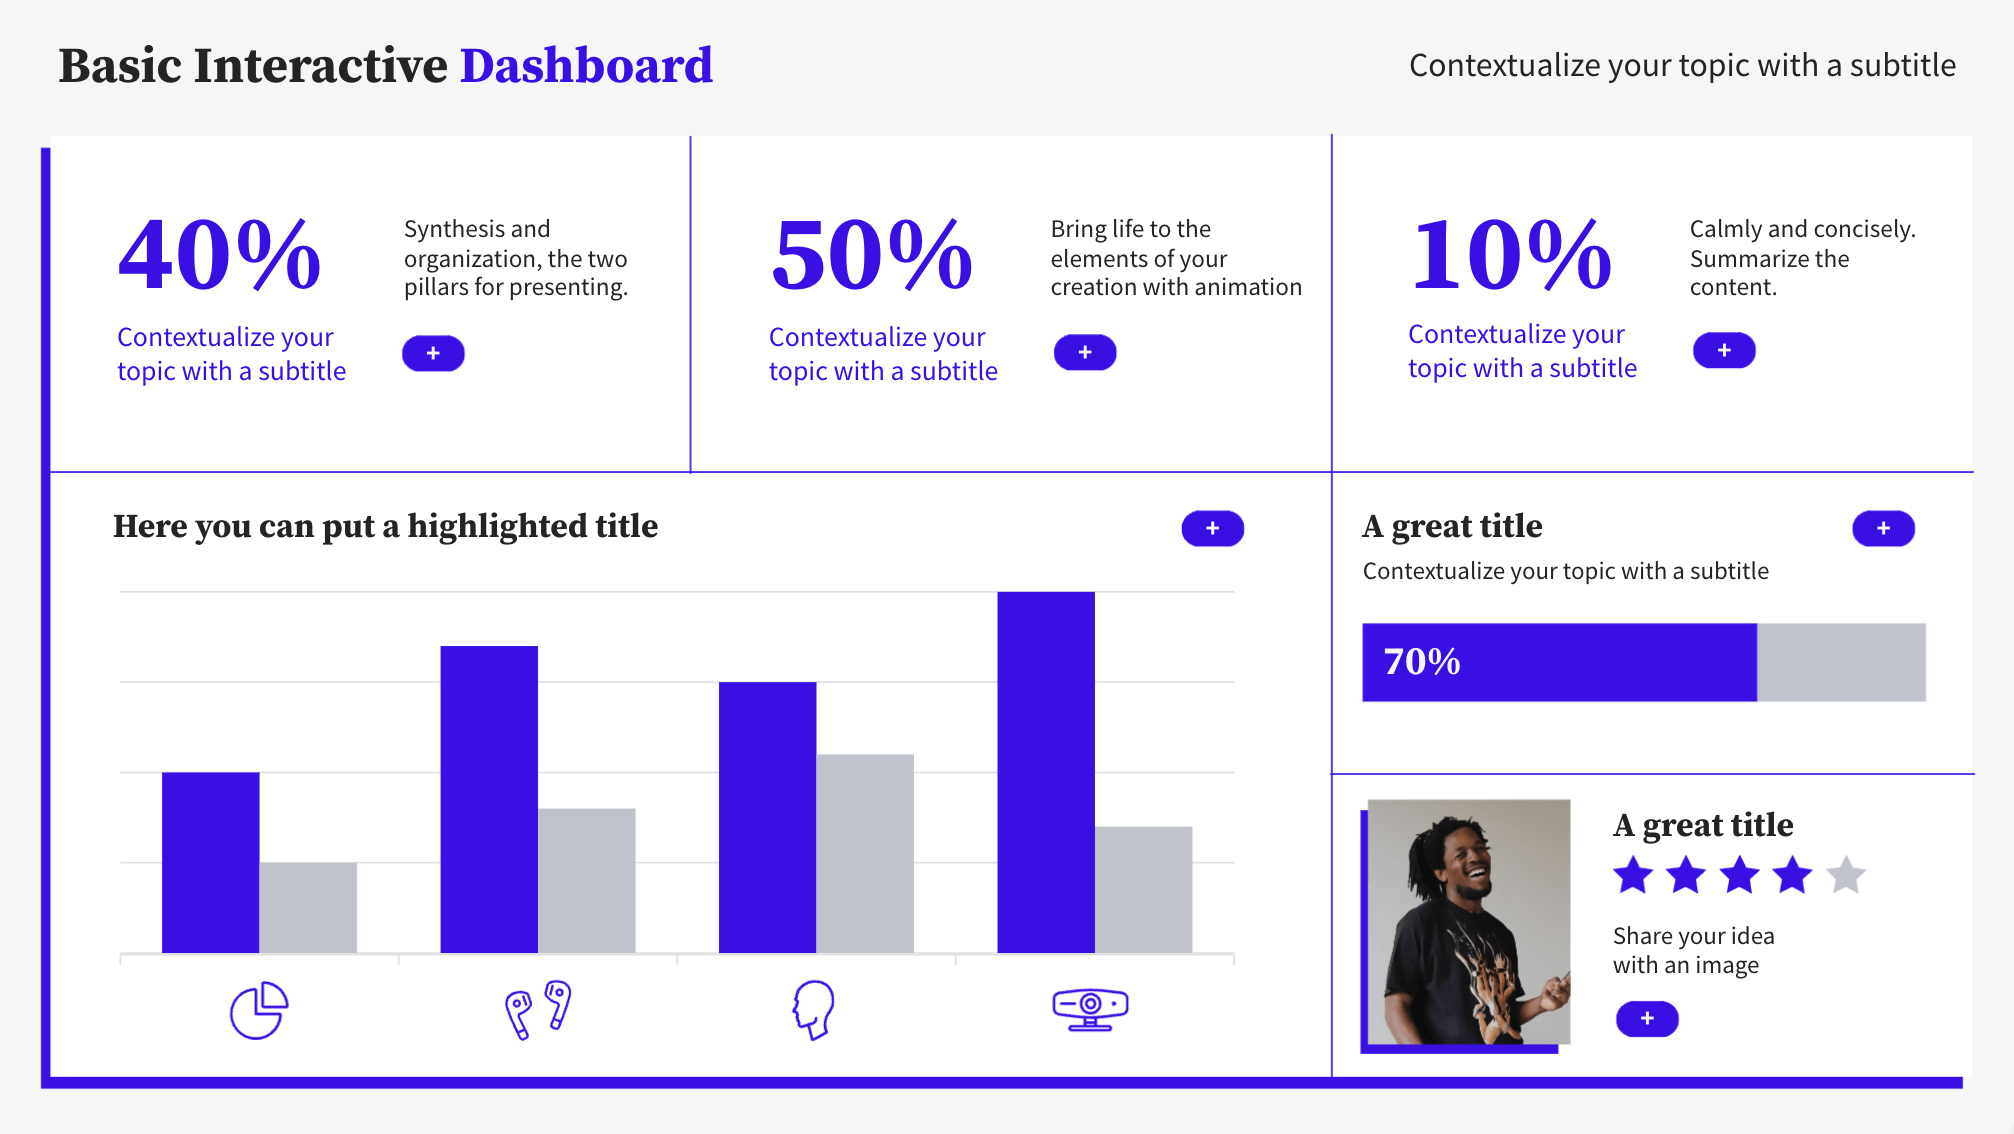 Basic Interactive Dashboard
Contextualize your topic with a subtitle
40%
Contextualize your
topic with a subtitle
Synthesis and
organization, the two
pillars for presenting.
+
50%
Contextualize your
topic with a subtitle
Bring life to the
elements of your
creation with animation
+
10%
Contextualize your
topic with a subtitle
Calmly and concisely.
Summarize the
content.
+
Here you can put a highlighted title
+
A great title
+
Contextualize your topic with a subtitle
70%
A great title
Share your idea
with an image
+